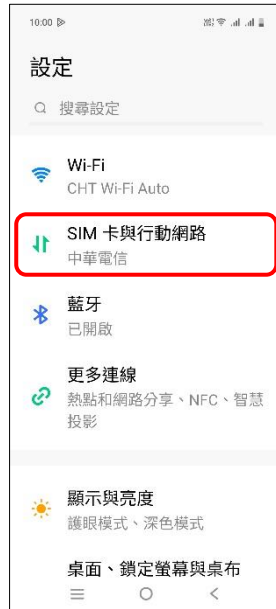 10:00
設定
搜尋設定
Wi-Fi
CHT Wi-Fi Auto
SIM 卡與行動網路
中華電信
藍牙
已開啟
更多連線
熱點和網路分享、NFC、智慧
投影
顯示與亮度
護眼模式、深色模式
桌面、鎖定螢幕與桌布